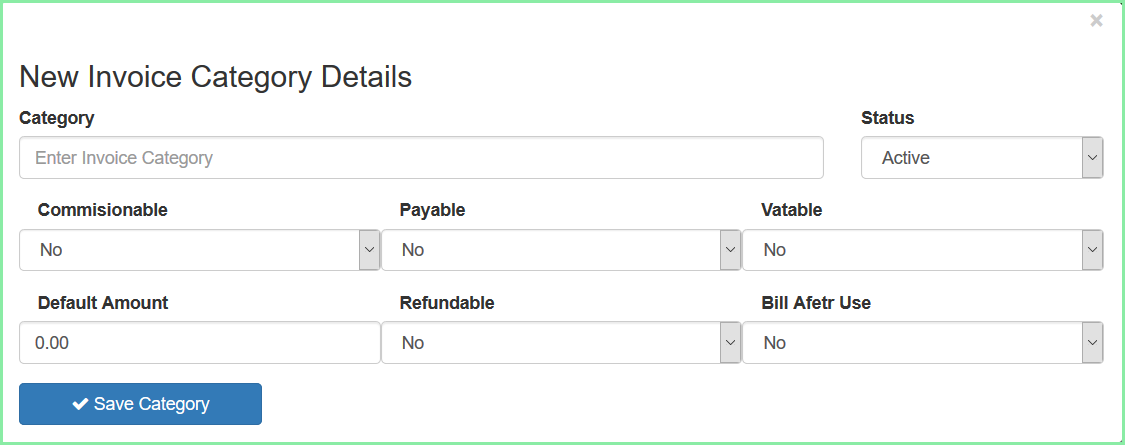 ×
New Invoice Category Details
Category Status
Enter Invoice Category Active
Commisionable Payable Vatable
No No No
Default Amount Refundable Bill Afetr Use
0.00 No No
Save Category